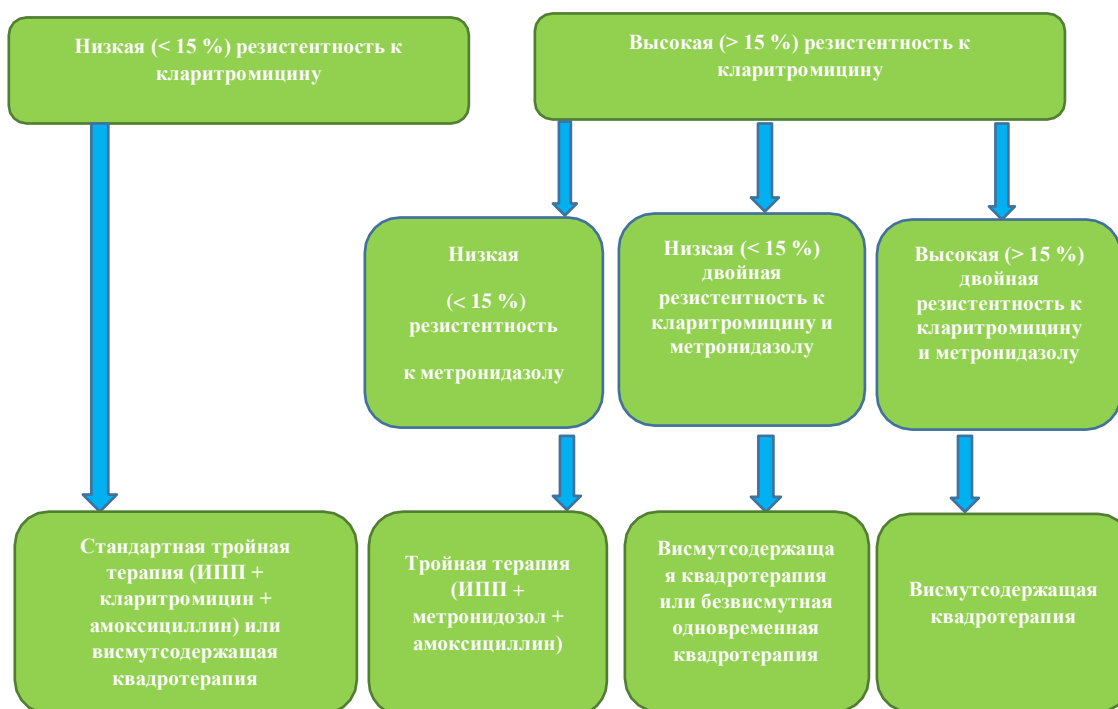 Низкая (< 15 %) резистентность к
кларитромицину
Высокая (> 15 %) резистентность к
кларитромицину
Низкая
(< 15 %)
резистентность
к метронидазолу
Низкая (< 15 %)
двойная
резистентность к
кларитромицину и
метронидазолу
Высокая (> 15 %)
двойная
резистентность к
кларитромицину
и метронидазолу
Стандартная тройная
терапия (ИПП +
кларитромицин +
амоксициллин) или
висмутсодержащая
квадротерапия
Тройная терапия
(ИПП +
метронидозол +
амоксициллин)
Висмутсодержаща
я квадротерапия
или безвисмутная
одновременная
квадротерапия
Висмутсодержащая
квадротерапия